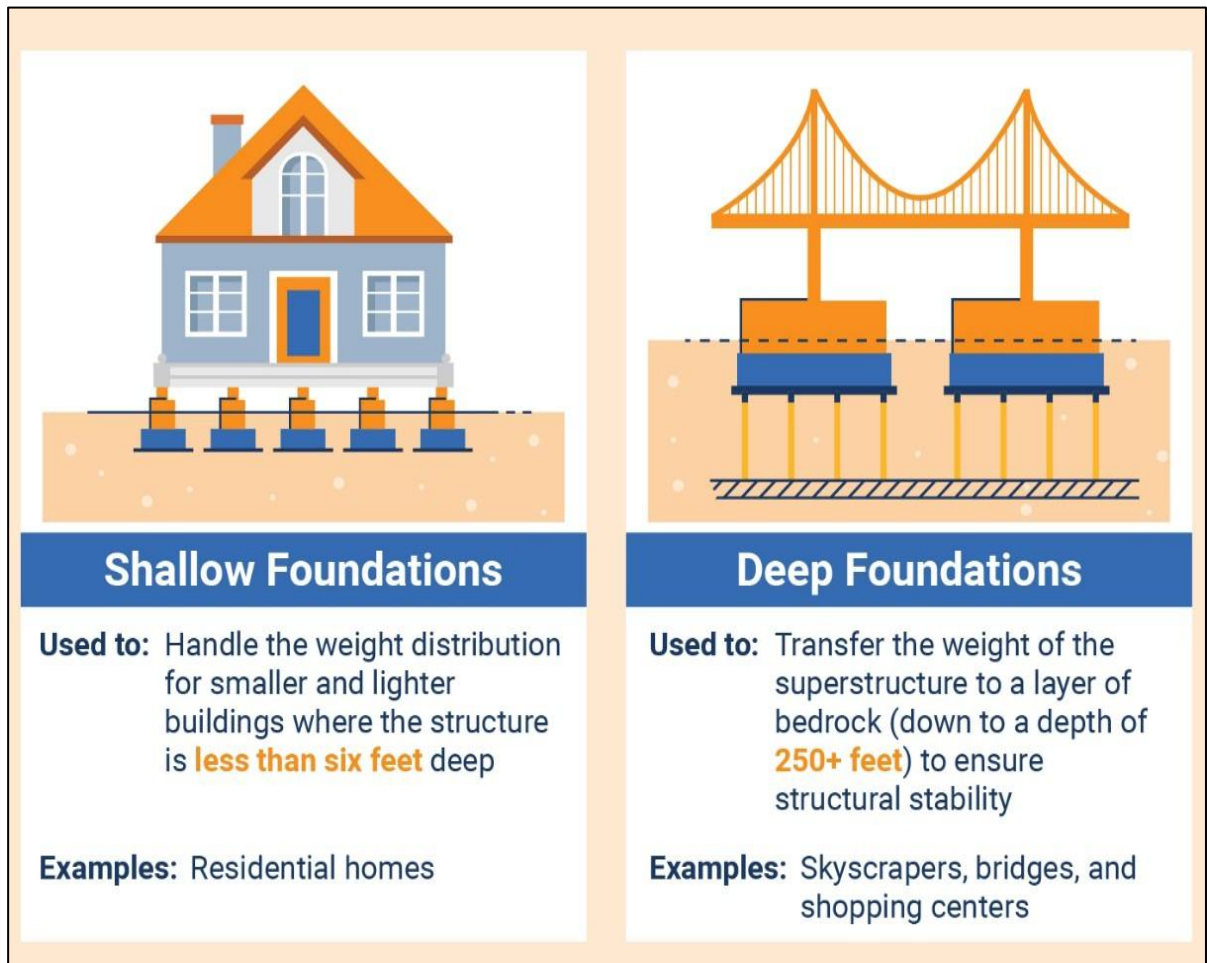 Shallow Foundations
Used to: Handle the weight distribution
for smaller and lighter
buildings where the structure
is less than six feet deep
Examples: Residential homes
Deep Foundations
Used to: Transfer the weight of the
superstructure to a layer of
bedrock (down to a depth of
250+ feet) to ensure
structural stability
Examples: Skyscrapers, bridges, and
shopping centers